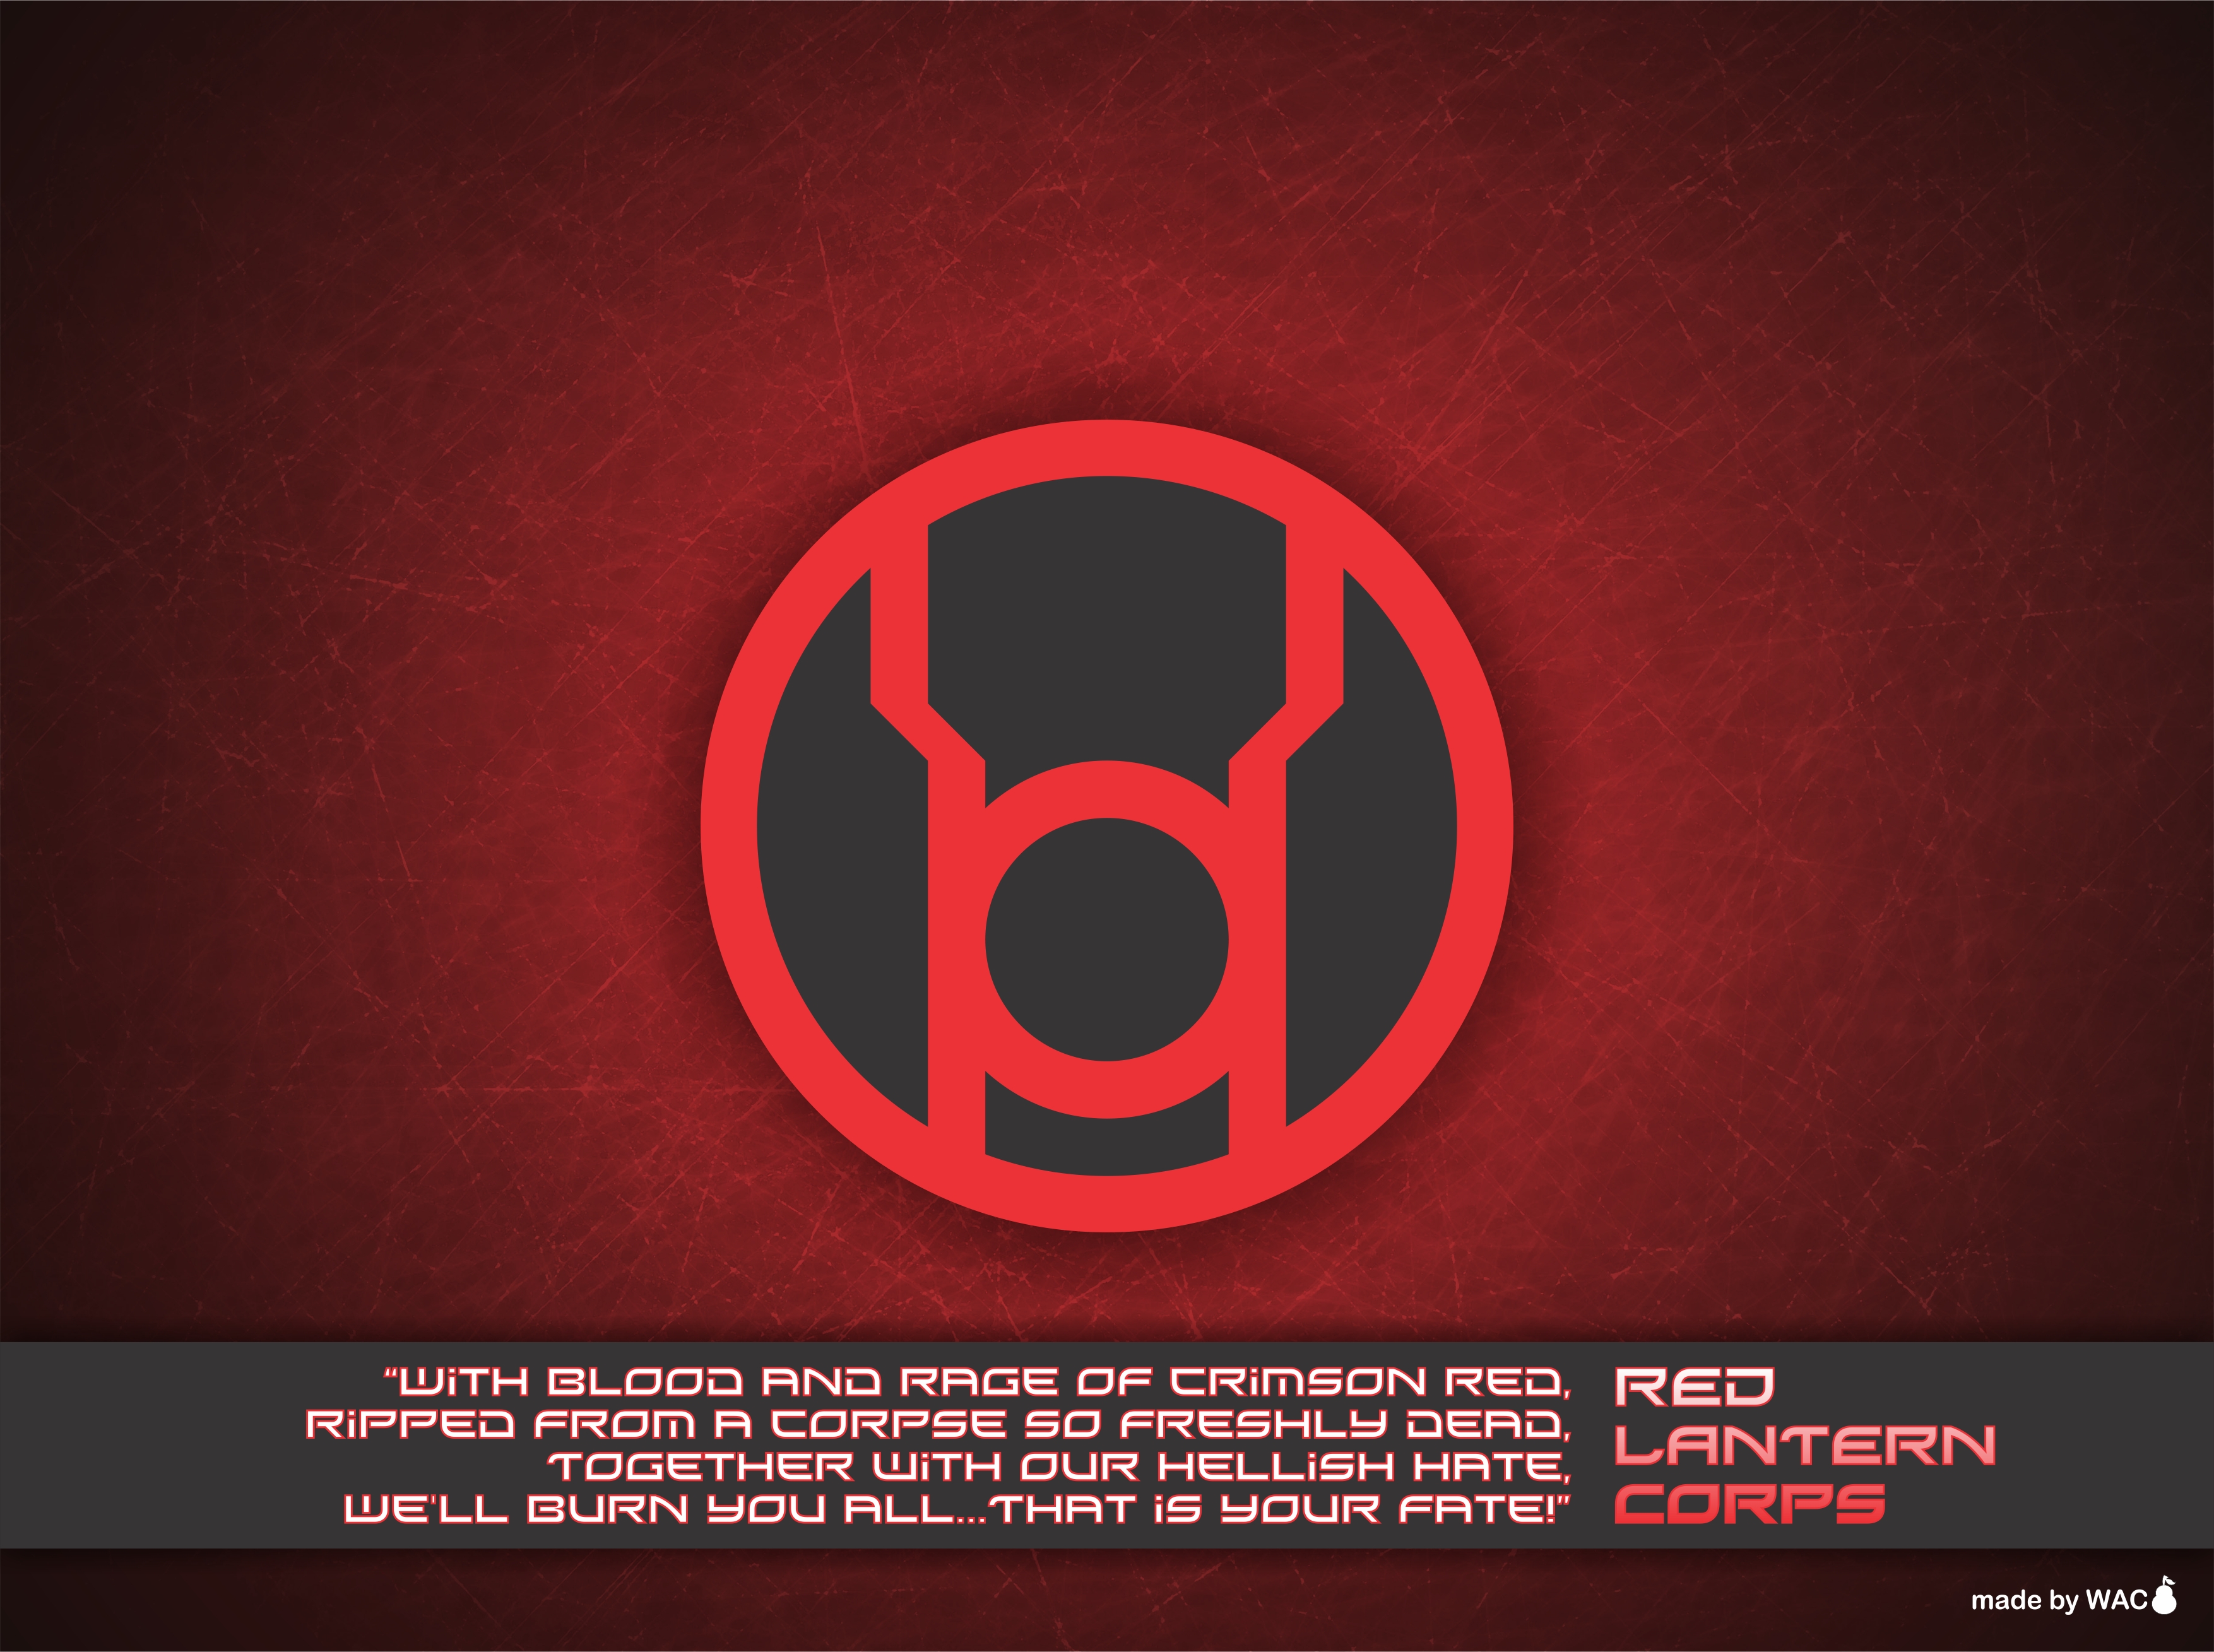 “WITH BLOOD AND RAGE OF CRIMSON RED,
RIPPED FROM A CORPSE SO FRESHLY DEAD,
TOGETHER WITH OUR HELLISH HATE,
WE'LL BURN YOU ALL...THAT IS YOUR FATE!”
RED
LANTERN
CORPS
made by WAC